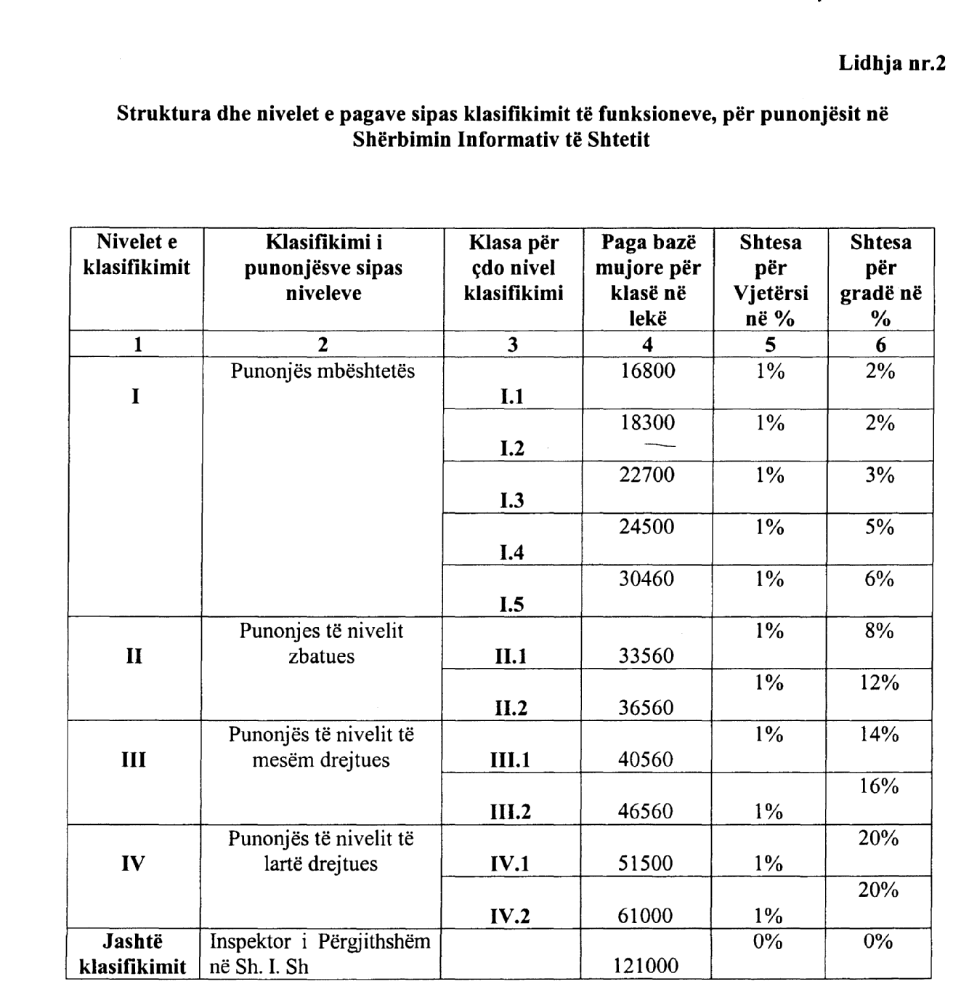 Lidhja nr.2
Struktura dhe nivelet e pagave sipas klasifikimit të funksioneve, për punonjësit në
Shërbimin Informativ të Shtetit
Nivelet e klasifikimit | Klasifikimi i punonjësve sipas niveleve | Klasa për çdo nivel klasifikimi | Paga bazë mujore për klasë në lekë | Shtesa për Vjetërsi në % | Shtesa për gradë në %
1 | 2 | 3 | 4 | 5 | 6
I | Punonjës mbështetës | I.1 | 16800 | 1% | 2%
I.2 | 18300 | 1% | 2%
I.3 | 22700 | 1% | 3%
I.4 | 24500 | 1% | 5%
I.5 | 30460 | 1% | 6%
II | Punonjes të nivelit zbatues | II.1 | 33560 | 1% | 8%
II.2 | 36560 | 1% | 12%
III | Punonjës të nivelit të mesëm drejtues | III.1 | 40560 | 1% | 14%
III.2 | 46560 | 1% | 16%
IV | Punonjës të nivelit të lartë drejtues | IV.1 | 51500 | 1% | 20%
IV.2 | 61000 | 1% | 20%
Jashtë klasifikimit | Inspektor i Përgjithshëm në Sh. I. Sh | 121000 | 0% | 0%